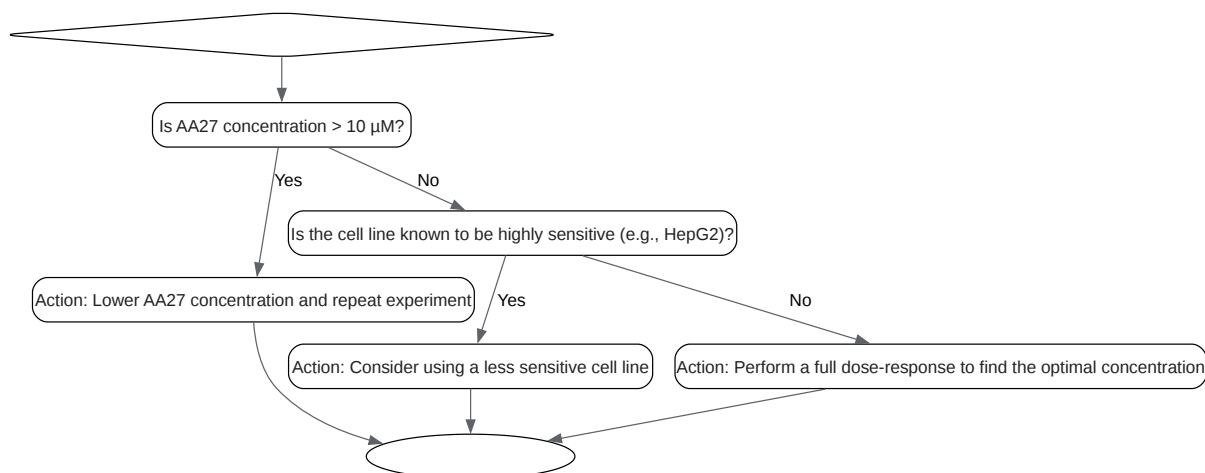 Is AA27 concentration > 10 µM?
Yes
No
Is the cell line known to be highly sensitive (e.g., HepG2)?
Action: Lower AA27 concentration and repeat experiment
Yes
No
Action: Consider using a less sensitive cell line
Action: Perform a full dose-response to find the optimal concentration